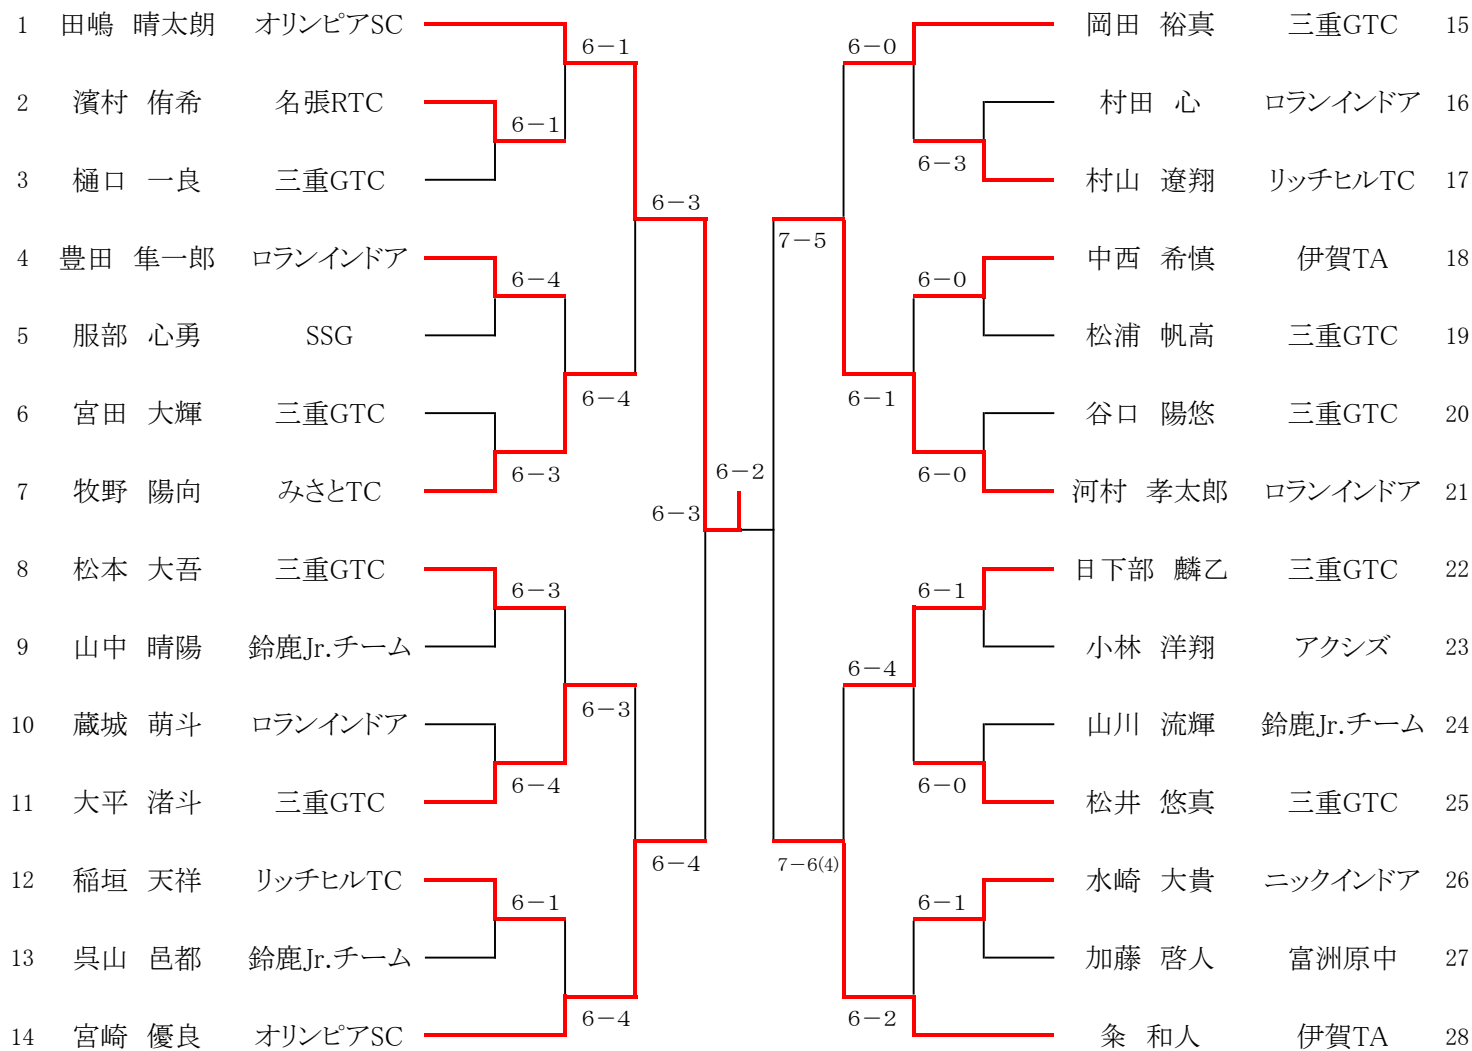 1 田嶋 晴太朗 オリンピアSC
6－1
2 濱村 侑希 名張RTC
6－1
3 樋口 一良 三重GTC
6－3
4 豊田 隼一郎 ロランインドア
6－4
5 服部 心勇 SSG
6－4
6 宮田 大輝 三重GTC
6－3
7 牧野 陽向 みさとTC
6－3
8 松本 大吾 三重GTC
6－3
9 山中 晴陽 鈴鹿Jr.チーム
6－3
10 蔵城 萌斗 ロランインドア
6－4
11 大平 渚斗 三重GTC
6－4
12 稲垣 天祥 リッチヒルTC
6－1
13 呉山 邑都 鈴鹿Jr.チーム
6－4
14 宮崎 優良 オリンピアSC
6－2
岡田 裕真 三重GTC 15
6－0
村田 心 ロランインドア 16
6－3
村山 遼翔 リッチヒルTC 17
7－5
中西 希慎 伊賀TA 18
6－0
松浦 帆高 三重GTC 19
6－1
谷口 陽悠 三重GTC 20
6－0
河村 孝太郎 ロランインドア 21
日下部 麟乙 三重GTC 22
6－1
小林 洋翔 アクシズ 23
6－4
山川 流輝 鈴鹿Jr.チーム 24
6－0
松井 悠真 三重GTC 25
7－6(4)
水崎 大貴 ニックインドア 26
6－1
加藤 啓人 富洲原中 27
6－2
粂 和人 伊賀TA 28